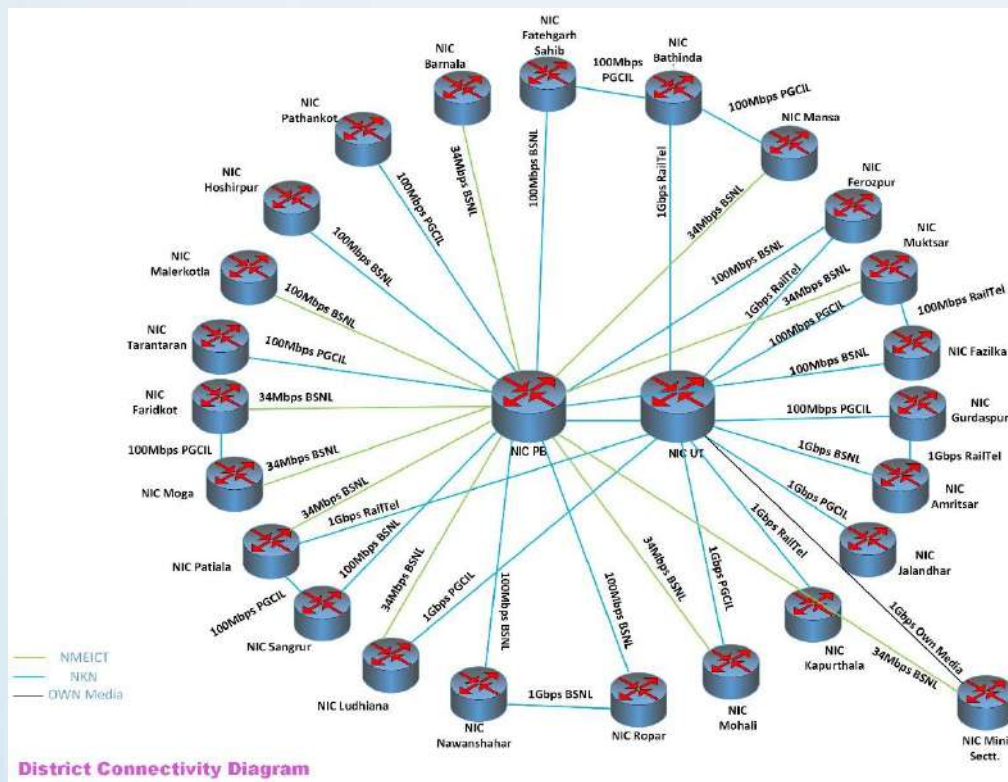 NIC
Fatehgarh
Sahib
NIC
Bathinda
NIC
Barnala
100Mbps
PGCIL
100Mbps PGCIL
NIC
Pathankot
NIC Mansa
NIC
Hoshirpur
NIC
Ferozpur
34Mbps BSNL
100Mbps BSNL
1Gbps RailTel
34Mbps BSNL
100Mbps PGCIL
NIC
Muktsar
NIC
Malerkotla
100Mbps BSNL
100Mbps BSNL
1Gbps RailTel
34Mbps BSNL
100Mbps BSNL
100Mbps RailTel
100Mbps PGCIL
NIC
Tarantaran
100Mbps PGCIL
100Mbps BSNL
NIC Fazilka
NIC
Faridkot
34Mbps BSNL
100Mbps PGCIL
NIC
Gurdaspur
100Mbps PGCIL
NIC PB
NIC UT
1Gbps BSNL
1Gbps RailTel
34Mbps BSNL
NIC Moga
NIC
Amritsar
34Mbps BSNL
1Gbps RailTel
1Gbps PGCIL
NIC Patiala
100Mbps BSNL
1Gbps RailTel
NIC
Jalandhar
100Mbps PGCIL
34Mbps BSNL
1Gbps PGCIL
100Mbps BSNL
100Mbps BSNL
34Mbps BSNL
1Gbps PGCIL
1Gbps Own Media
NIC Sangrur
NIC
Kapurthala
34Mbps BSNL
NMEICT
NKN
OWN Media
NIC Ludhiana
1Gbps BSNL
NIC
Nawanshahar
NIC Ropar
NIC
Mohali
NIC Mini
Sectt.
District Connectivity Diagram